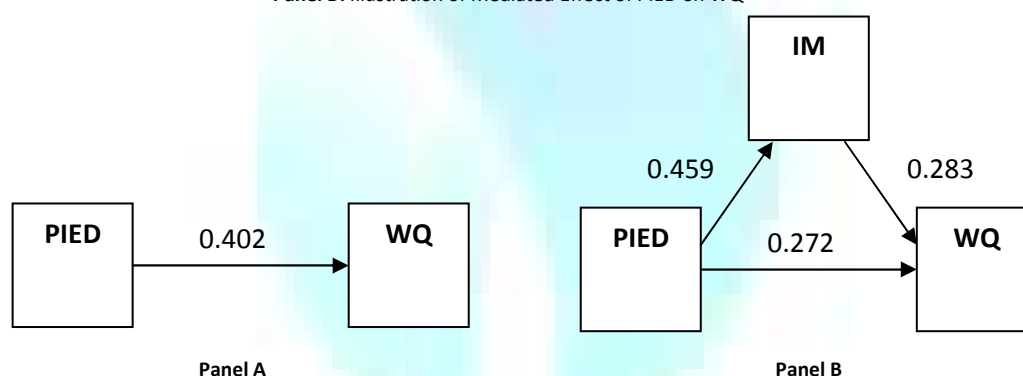 Panel B: Illustration of Mediated Effect of PIED on WQ
IM
0.459
0.283
PIED
0.402
WQ
PIED
0.272
WQ
Panel A
Panel B